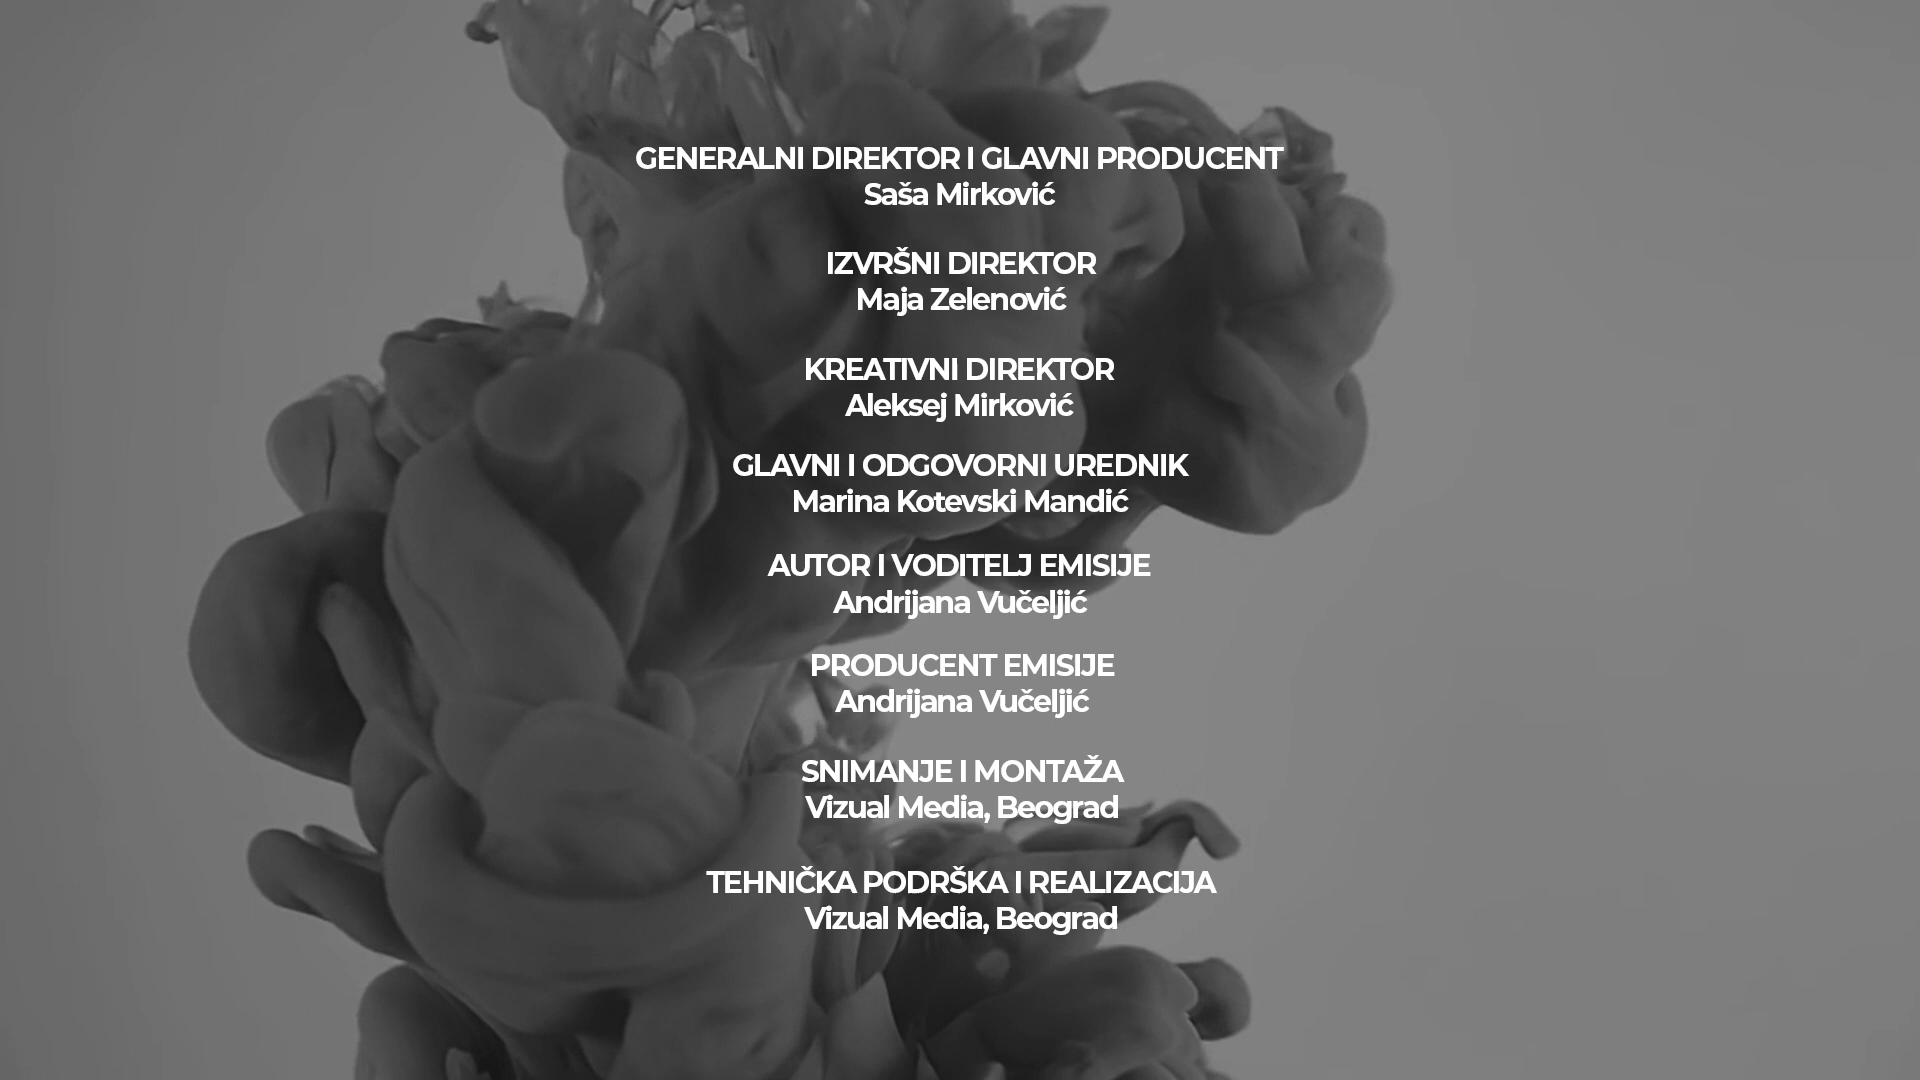 GENERALNI DIREKTOR I GLAVNI PRODUCENT
Saša Mirković
IZVRŠNI DIREKTOR
Maja Zelenović
KREATIVNI DIREKTOR
Aleksej Mirković
GLAVNI I ODGOVORNI UREDNIK
Marina Kotevski Mandić
AUTOR I VODITELJ EMISIJE
Andrijana Vučeljić
PRODUCENT EMISIJE
Andrijana Vučeljić
SNIMANJE I MONTAŽA
Vizual Media, Beograd
TEHNIČKA PODRŠKA I REALIZACIJA
Vizual Media, Beograd